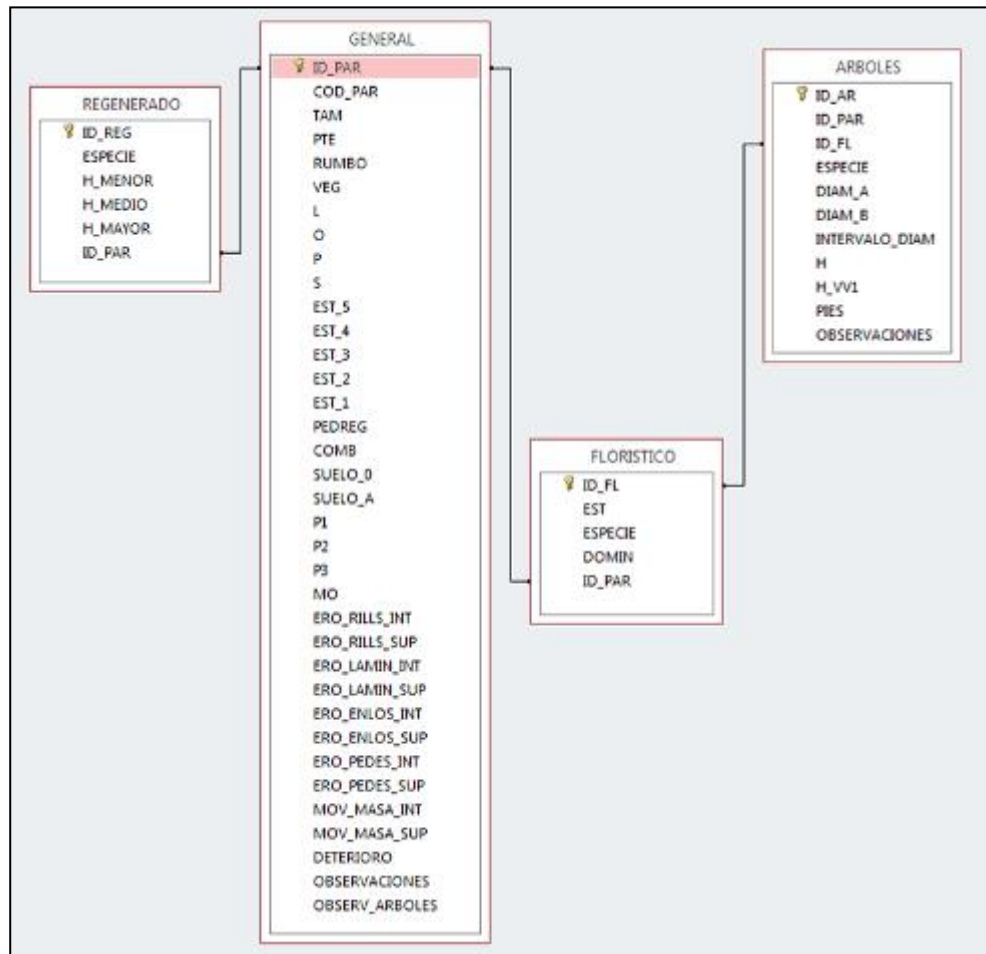 REGENERADO
ID_REG
ESPECIE
H_MENOR
H_MEDIO
H_MAYOR
ID_PAR
GENERAL
ID_PAR
COD_PAR
TAM
PTE
RUMBO
VEG
L
O
P
S
EST_5
EST_4
EST_3
EST_2
EST_1
PEDREG
COMB
SUELO_0
SUELO_A
P1
P2
P3
MO
ERO_RILLS_INT
ERO_RILLS_SUP
ERO_LAMIN_INT
ERO_LAMIN_SUP
ERO_ENLOS_INT
ERO_ENLOS_SUP
ERO_PEDES_INT
ERO_PEDES_SUP
MOV_MASA_INT
MOV_MASA_SUP
DETERIORO
OBSERVACIONES
OBSERV_ARBOLES
FLORISTICO
ID_FL
EST
ESPECIE
DOMIN
ID_PAR
ARBOLES
ID_AR
ID_PAR
ID_FL
ESPECIE
DIAM_A
DIAM_B
INTERVALO_DIAM
H
H_VV1
PIES
OBSERVACIONES